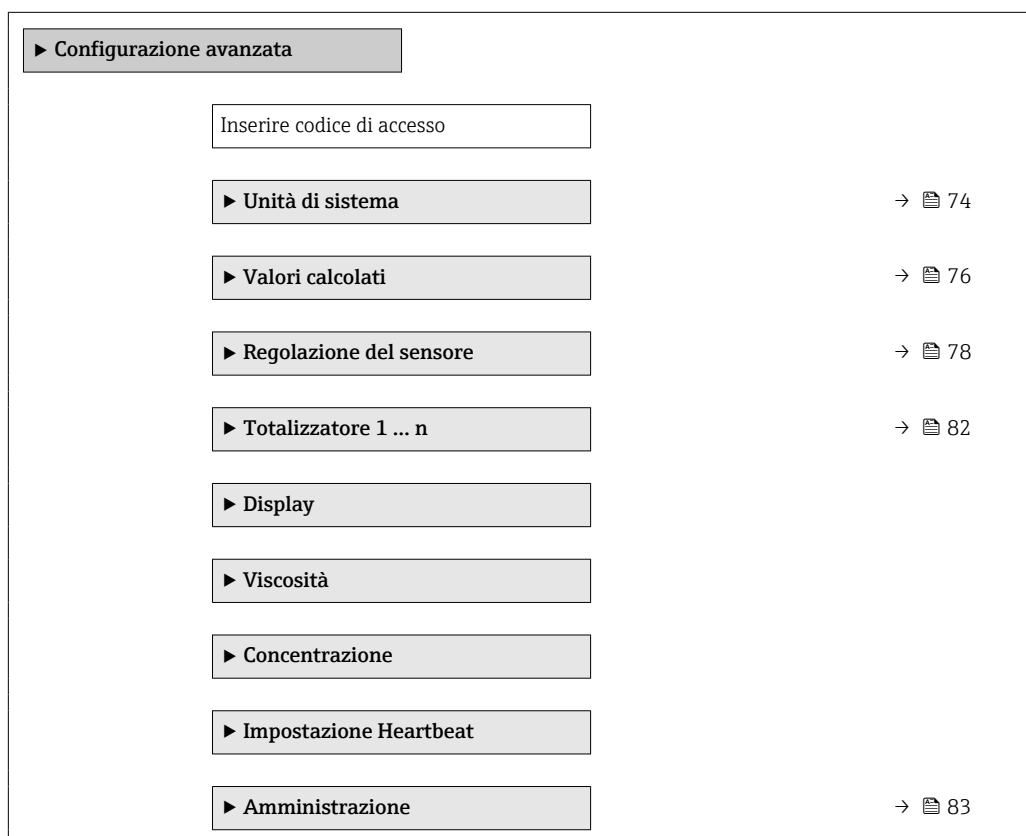 ► Configurazione avanzata
Inserire codice di accesso
► Unità di sistema → 74
► Valori calcolati → 76
► Regolazione del sensore → 78
► Totalizzatore 1 … n → 82
► Display
► Viscosità
► Concentrazione
► Impostazione Heartbeat
► Amministrazione → 83